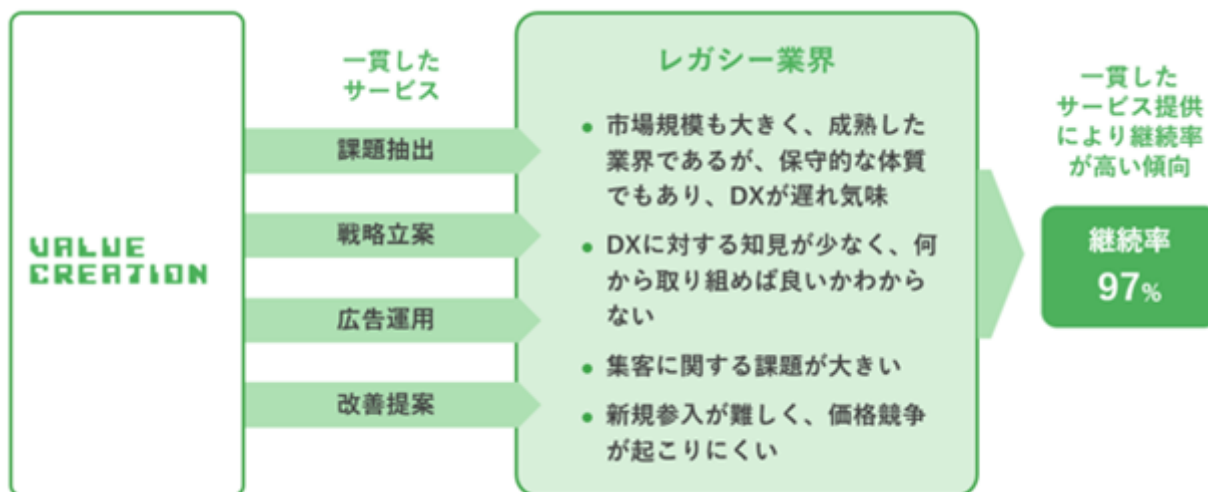 VALUE
CREATION
一貫した
サービス
課題抽出
戦略立案
広告運用
改善提案
レガシー業界
• 市場規模も大きく、成熟した
業界であるが、保守的な体質
でもあり、DXが遅れ気味
• DXに対する知見が少なく、何
から取り組めば良いかわから
ない
• 集客に関する課題が大きい
• 新規参入が難しく、価格競争
が起こりにくい
一貫した
サービス提供
により継続率
が高い傾向
継続率
97%